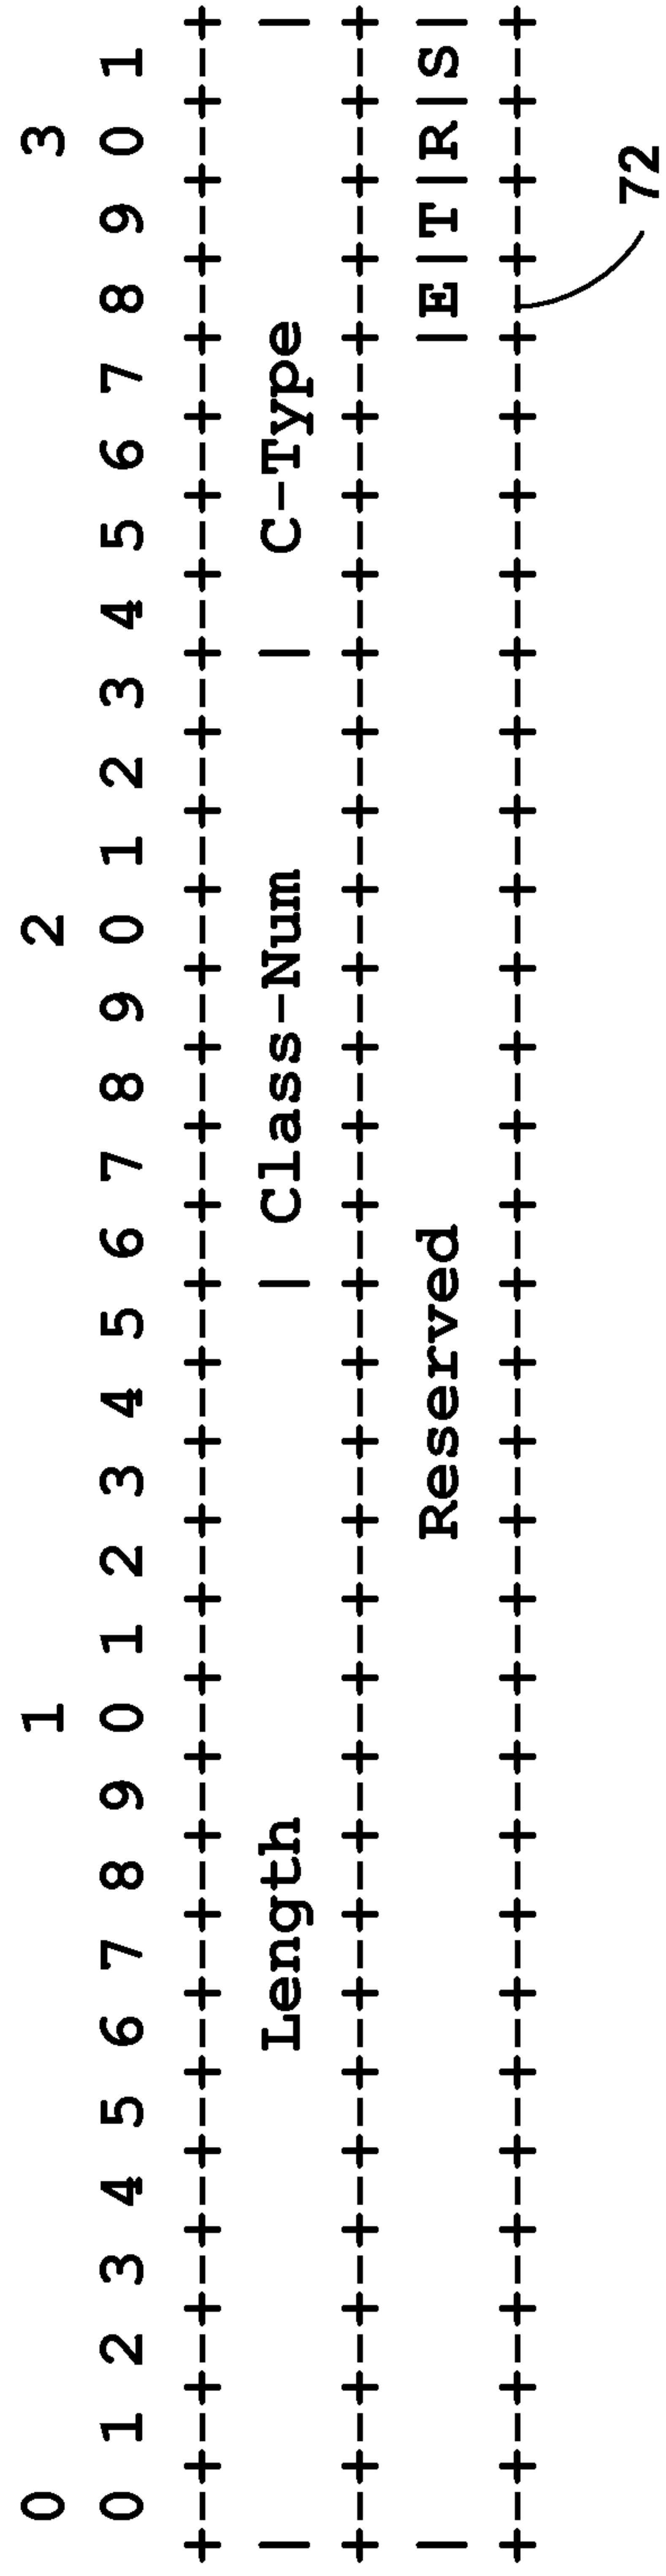 0                   1                   2                   3
 0 1 2 3 4 5 6 7 8 9 0 1 2 3 4 5 6 7 8 9 0 1 2 3 4 5 6 7 8 9 0 1
+-+-+-+-+-+-+-+-+-+-+-+-+-+-+-+-+-+-+-+-+-+-+-+-+-+-+-+-+-+-+-+-+
|            Length             | Class-Num     |  C-Type       |
+-+-+-+-+-+-+-+-+-+-+-+-+-+-+-+-+-+-+-+-+-+-+-+-+-+-+-+-+-+-+-+-+
|                         Reserved                      |E|T|R|S|
+-+-+-+-+-+-+-+-+-+-+-+-+-+-+-+-+-+-+-+-+-+-+-+-+-+-+-+-+-+-+-+-+
72